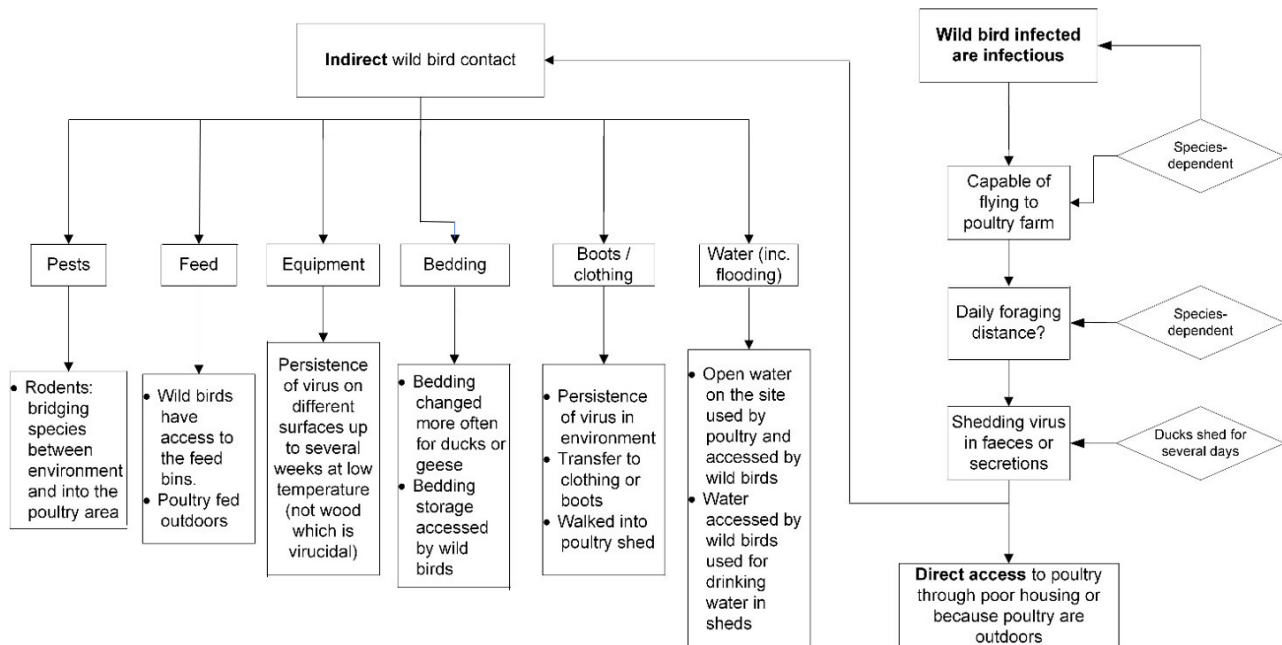 Indirect wild bird contact
Wild bird infected
are infectious
Species-
dependent
Capable of
flying to
poultry farm
Daily foraging
distance?
Species-
dependent
Shedding virus
in faeces or
secretions
Ducks shed for
several days
Direct access to poultry
through poor housing or
because poultry are
outdoors
Pests
Feed
Equipment
Bedding
Boots /
clothing
Water (inc.
flooding)
• Rodents:
bridging
species
between
environment
and into the
poultry area
• Wild birds
have
access to
the feed
bins.
• Poultry fed
outdoors
Persistence
of virus on
different
surfaces up
to several
weeks at low
temperature
(not wood
which is
virucidal)
• Bedding
changed
more often
for ducks or
geese
• Bedding
storage
accessed
by wild
birds
• Persistence
of virus in
environment
• Transfer to
clothing or
boots
• Walked into
poultry shed
• Open water
on the site
used by
poultry and
accessed by
wild birds
• Water
accessed by
wild birds
used for
drinking
water in
sheds